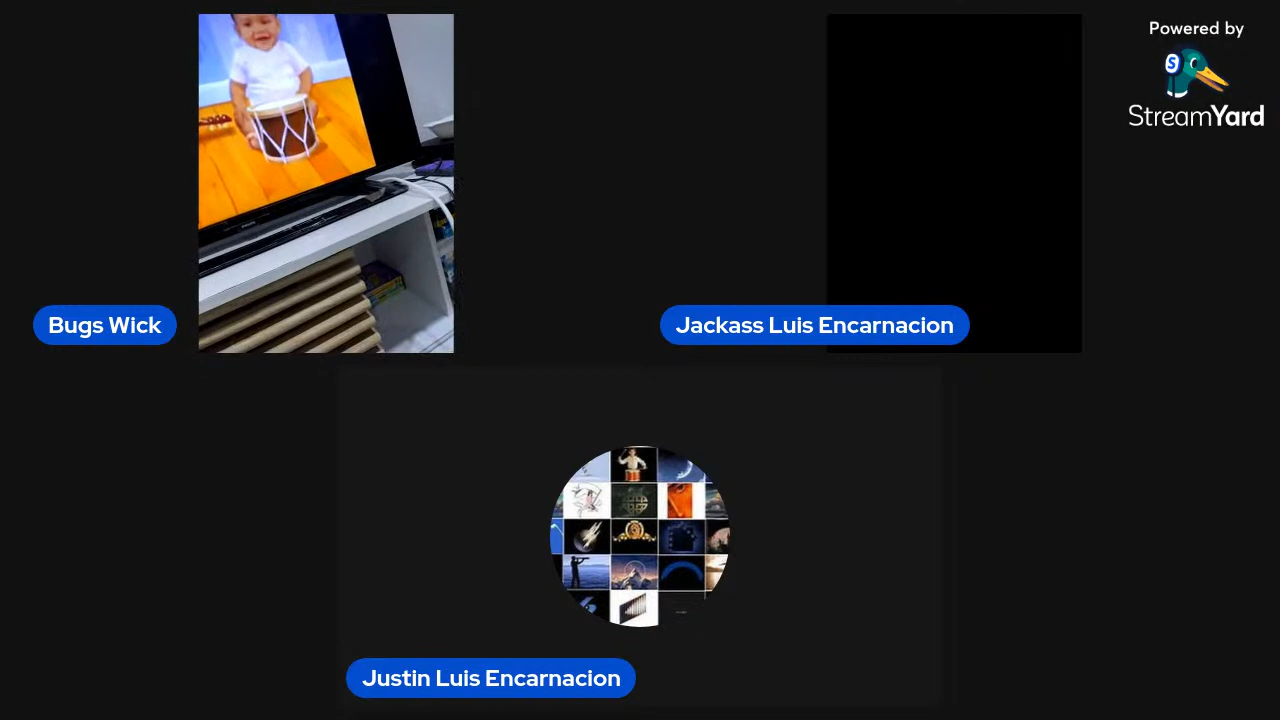 Powered by
StreamYard
Bugs Wick
Jackass Luis Encarnacion
Justin Luis Encarnacion